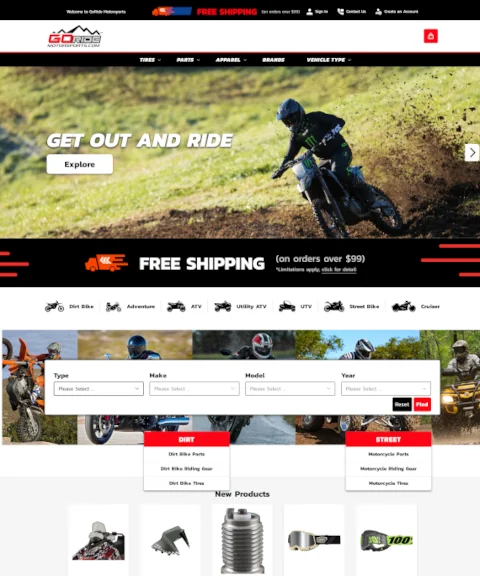 Welcome to GoRide Motorsports
FREE SHIPPING (on orders over $99)
Sign In
Contact Us
Create an Account
GORIDE
MOTORSPORTS.COM
TIRES PARTS APPAREL BRANDS VEHICLE TYPE
GET OUT AND RIDE
Explore
FREE SHIPPING
(on orders over $99)
*Limitations apply, click for detail
Dirt Bike Adventure ATV Utility ATV UTV Street Bike Cruiser
Type Make Model Year
Please Select ... Please Select ... Please Select ... Please Select ...
Reset Find
DIRT STREET
Dirt Bike Parts Motorcycle Parts
Dirt Bike Riding Gear Motorcycle Riding Gear
Dirt Bike Tires Motorcycle Tires
New Products
100%